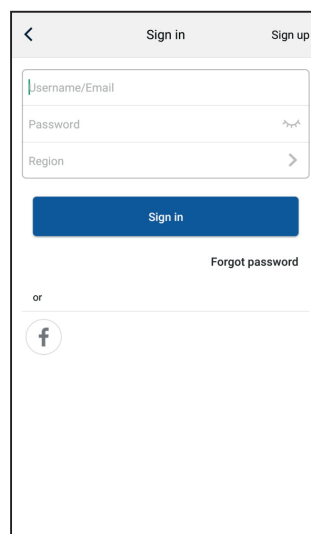 Sign in Sign up
Username/Email
Password
Region
Sign in
Forgot password
or